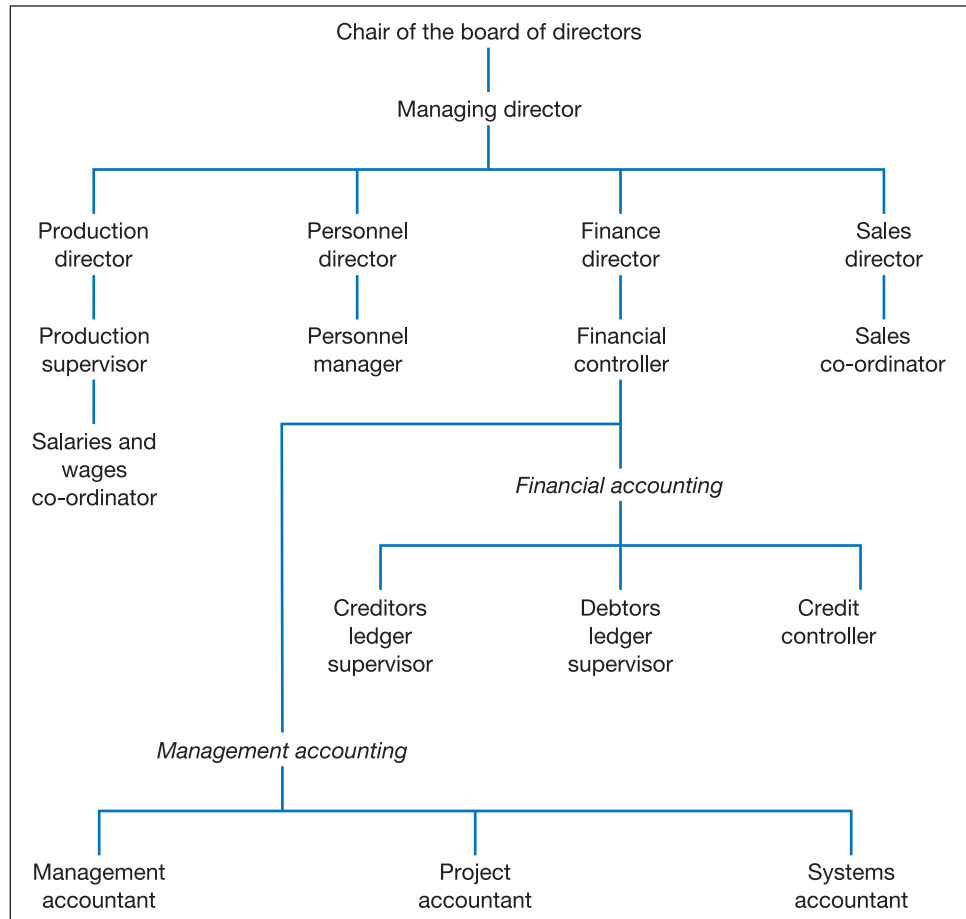 Chair of the board of directors
Managing director
Production
director
Personnel
director
Finance
director
Sales
director
Production
supervisor
Personnel
manager
Financial
controller
Sales
co-ordinator
Salaries and
wages
co-ordinator
Financial accounting
Creditors
ledger
supervisor
Debtors
ledger
supervisor
Credit
controller
Management accounting
Management
accountant
Project
accountant
Systems
accountant